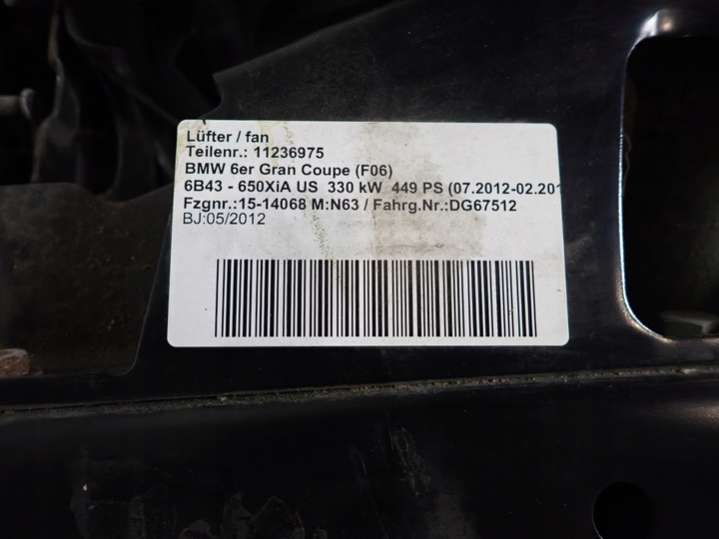 Lüfter / fan
Teilenr.: 11236975
BMW 6er Gran Coupe (F06)
6B43 - 650XiA US 330 kW 449 PS (07.2012-02.201
Fzgnr.:15-14068 M:N63 / Fahrg.Nr.:DG67512
BJ:05/2012